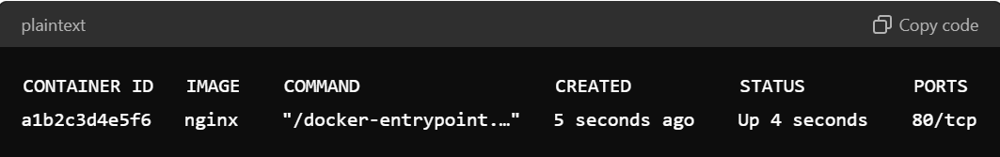 plaintext Copy code
CONTAINER ID IMAGE COMMAND CREATED STATUS PORTS
a1b2c3d4e5f6 nginx "/docker-entrypoint.…" 5 seconds ago Up 4 seconds 80/tcp